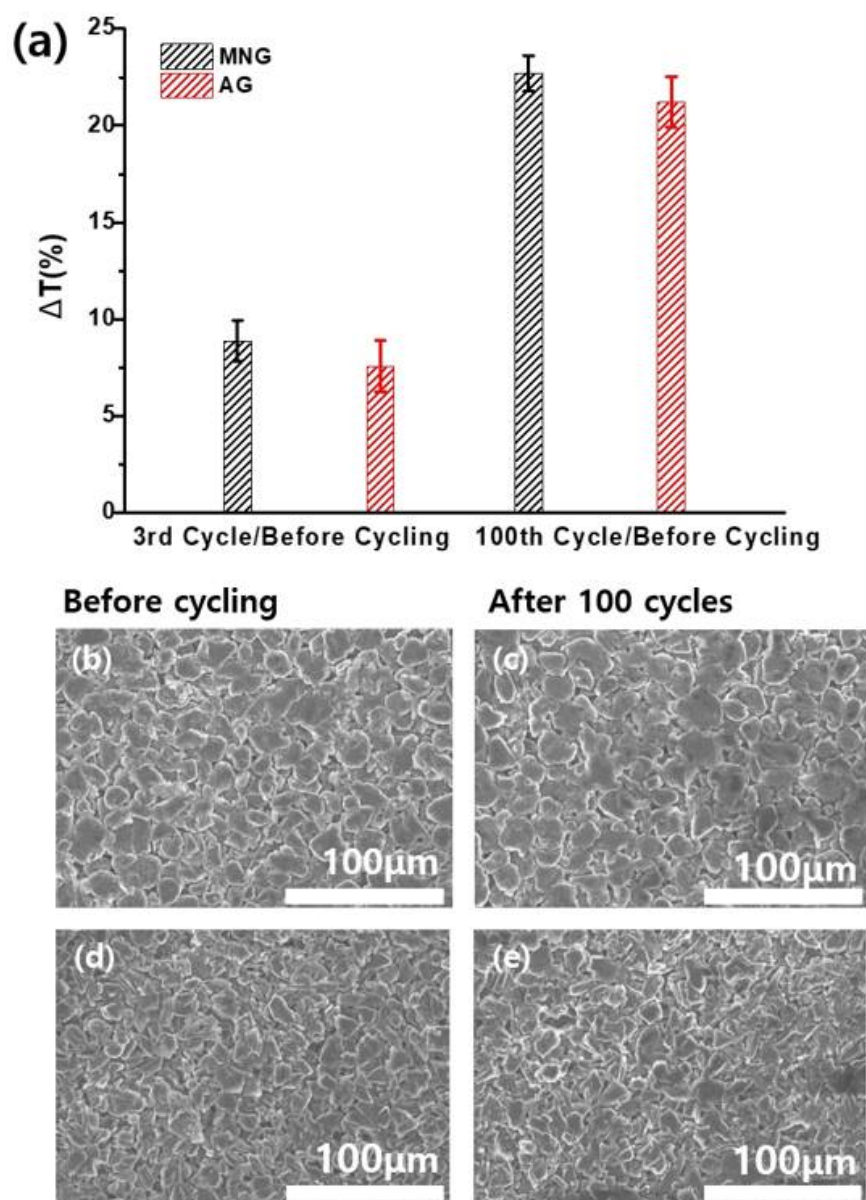 (a)
25
20
15
10
5
0
ΔT(%)
MNG
AG
3rd Cycle/Before Cycling 100th Cycle/Before Cycling
Before cycling After 100 cycles
(b) (c)
100μm 100μm
(d) (e)
100μm 100μm